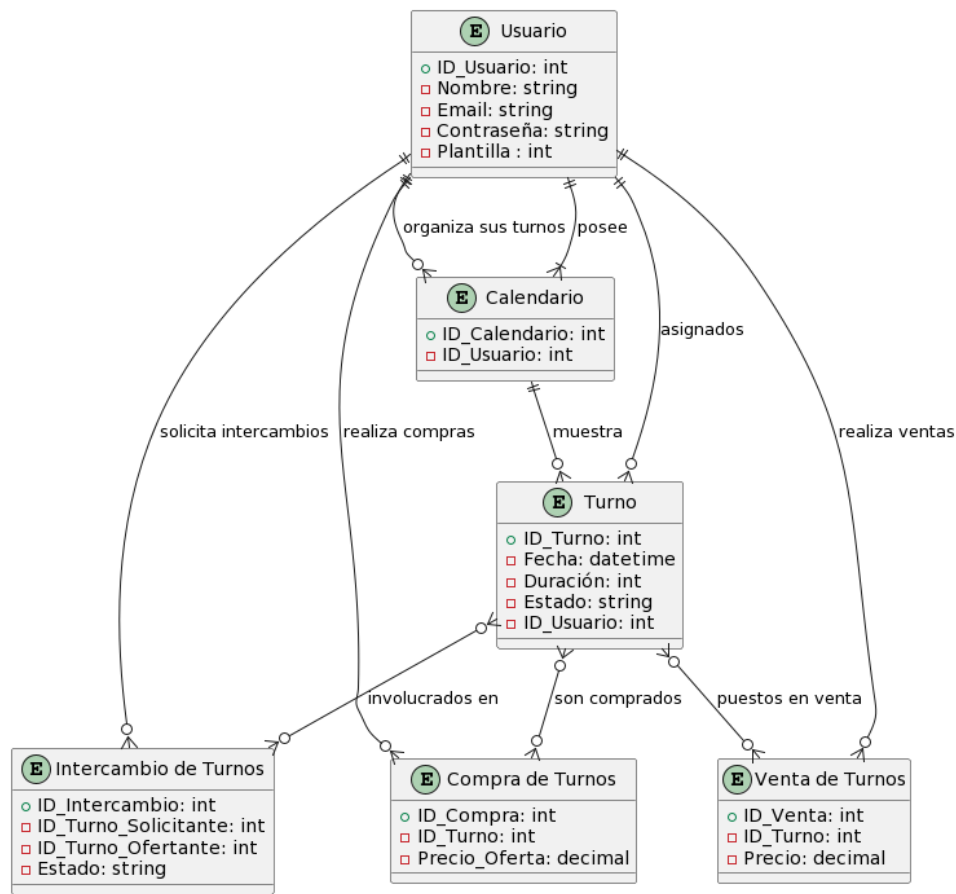 E Usuario
ID_Usuario: int
Nombre: string
Email: string
Contraseña: string
Plantilla : int
organiza sus turnos
posee
E Calendario
ID_Calendario: int
ID_Usuario: int
asignados
solicita intercambios
realiza compras
muestra
realiza ventas
E Turno
ID_Turno: int
Fecha: datetime
Duración: int
Estado: string
ID_Usuario: int
involucrados en
son comprados
puestos en venta
E Intercambio de Turnos
ID_Intercambio: int
ID_Turno_Solicitante: int
ID_Turno_Ofertante: int
Estado: string
E Compra de Turnos
ID_Compra: int
ID_Turno: int
Precio_Oferta: decimal
E Venta de Turnos
ID_Venta: int
ID_Turno: int
Precio: decimal